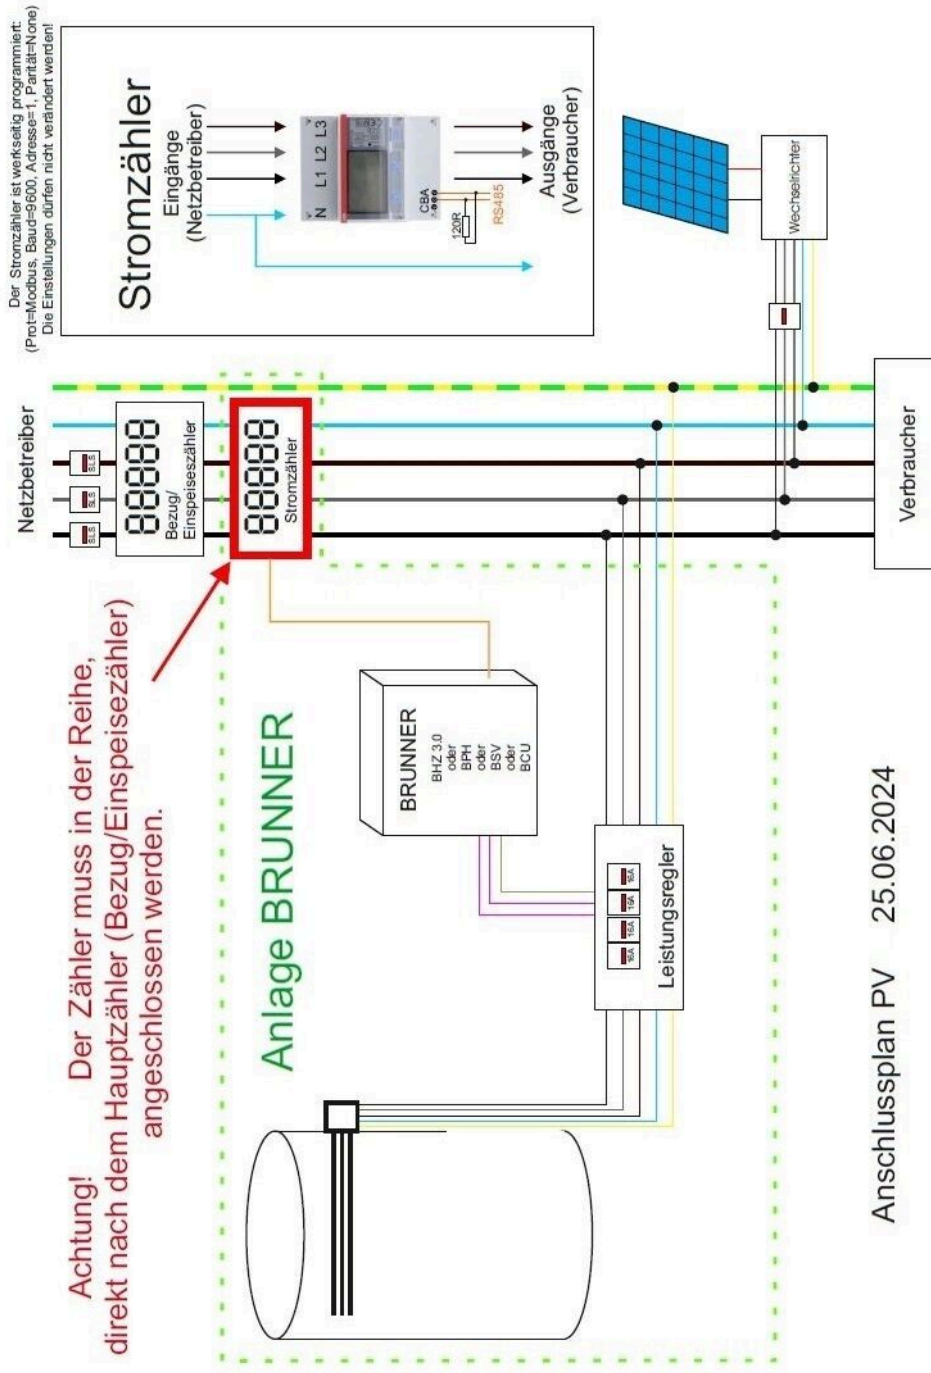 Achtung! Der Zähler muss in der Reihe,
direkt nach dem Hauptzähler (Bezug/Einspeisezähler)
angeschlossen werden.
Netzbetreiber
SLS
SLS
SLS
88888
Bezug/
Einspeiseszähler
88888
Stromzähler
Der Stromzähler ist werkseitig programmiert:
(Prot=Modbus, Baud=9600, Adresse=1, Parität=None)
Die Einstellungen dürfen nicht verändert werden!
Stromzähler
Eingänge
(Netzbetreiber)
N L1 L2 L3
CBA
120R
RS485
Ausgänge
(Verbraucher)
Anlage BRUNNER
BRUNNER
BHZ 3.0
oder
BPH
oder
BSV
oder
BCU
16A
16A
16A
16A
Leistungsregler
Wechselrichter
Verbraucher
Anschlussplan PV 25.06.2024